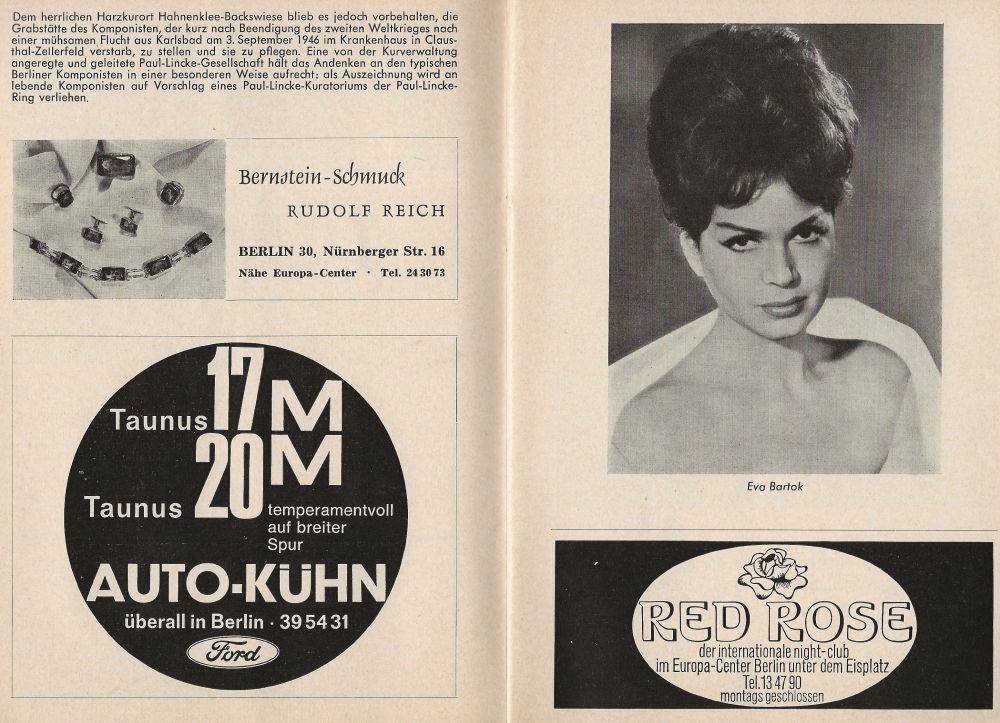 Dem herrlichen Harzkurort Hahnenklee-Bockswiese blieb es jedoch vorbehalten, die
Grabstätte des Komponisten, der kurz nach Beendigung des zweiten Weltkrieges nach
einer mühsamen Flucht aus Karlsbad am 3. September 1946 im Krankenhaus in Claus-
thal-Zellerfeld verstarb, zu stellen und sie zu pflegen. Eine von der Kurverwaltung
angeregte und geleitete Paul-Lincke-Gesellschaft hält das Andenken an den typischen
Berliner Komponisten in einer besonderen Weise aufrecht: als Auszeichnung wird an
lebende Komponisten auf Vorschlag eines Paul-Lincke-Kuratoriums der Paul-Lincke-
Ring verliehen.
Bernstein-Schmuck
RUDOLF REICH
BERLIN 30, Nürnberger Str. 16
Nähe Europa-Center · Tel. 24 30 73
Taunus 17M
Taunus 20M
temperamentvoll
auf breiter
Spur
AUTO-KÜHN
überall in Berlin · 39 54 31
Ford
Eva Bartok
RED ROSE
der internationale night-club
im Europa-Center Berlin unter dem Eisplatz
Tel. 13 47 90
montags geschlossen